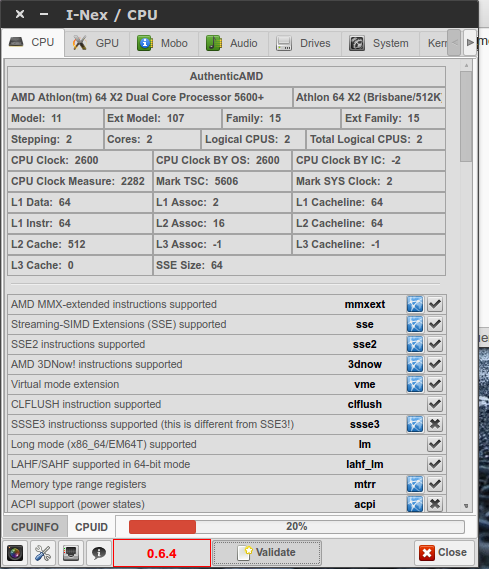 I-Nex / CPU
CPU GPU Mobo Audio Drives System Kern
AuthenticAMD
AMD Athlon(tm) 64 X2 Dual Core Processor 5600+ Athlon 64 X2 (Brisbane/512K
Model: 11 Ext Model: 107 Family: 15 Ext Family: 15
Stepping: 2 Cores: 2 Logical CPUS: 2 Total Logical CPUS: 2
CPU Clock: 2600 CPU Clock BY OS: 2600 CPU Clock BY IC: -2
CPU Clock Measure: 2282 Mark TSC: 5606 Mark SYS Clock: 2
L1 Data: 64 L1 Assoc: 2 L1 Cacheline: 64
L1 Instr: 64 L2 Assoc: 16 L2 Cacheline: 64
L2 Cache: 512 L3 Assoc: -1 L3 Cacheline: -1
L3 Cache: 0 SSE Size: 64
AMD MMX-extended instructions supported mmxext
Streaming-SIMD Extensions (SSE) supported sse
SSE2 instructions supported sse2
AMD 3DNow! instructions supported 3dnow
Virtual mode extension vme
CLFLUSH instruction supported clflush
SSSE3 instructionss supported (this is different from SSE3!) ssse3
Long mode (x86_64/EM64T) supported lm
LAHF/SAHF supported in 64-bit mode lahf_lm
Memory type range registers mtrr
ACPI support (power states) acpi
CPUINFO CPUID 20%
0.6.4 Validate Close